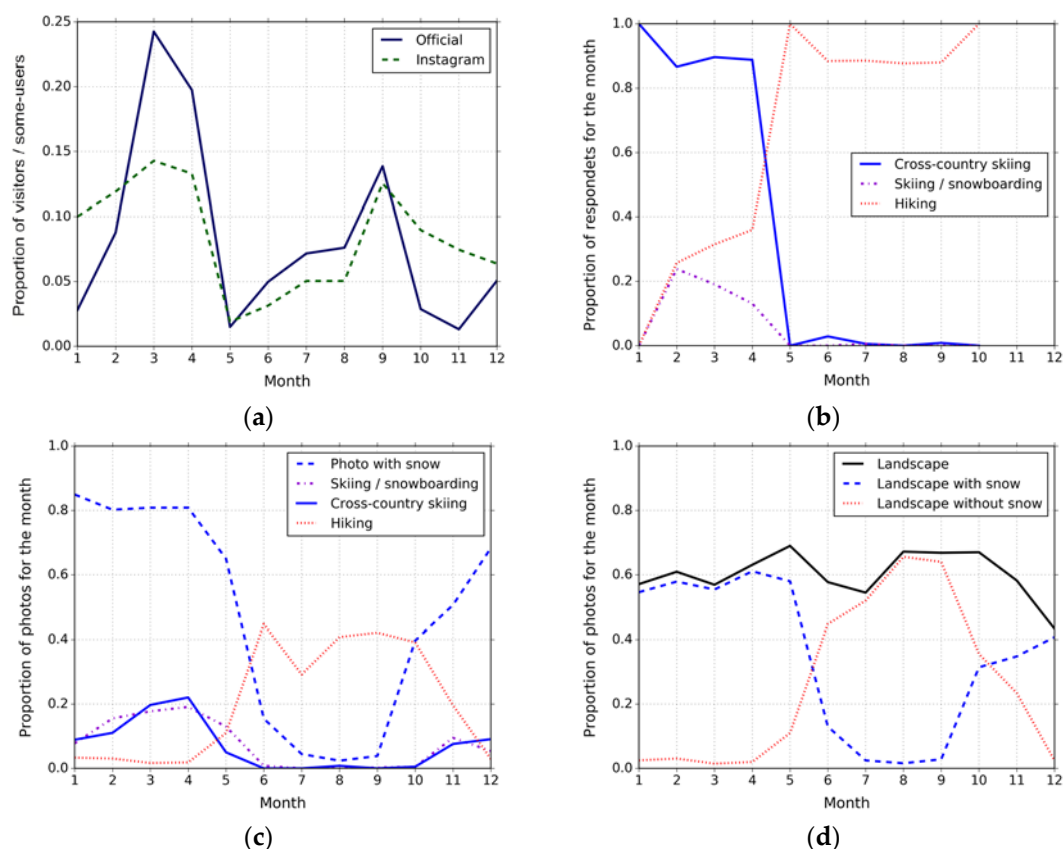 0.25
0.20
0.15
0.10
0.05
0.00
Proportion of visitors / some-users
Official
Instagram
1 2 3 4 5 6 7 8 9 10 11 12
Month
(a)
1.0
0.8
0.6
0.4
0.2
0.0
Proportion of respondets for the month
Cross-country skiing
Skiing / snowboarding
Hiking
1 2 3 4 5 6 7 8 9 10 11 12
Month
(b)
1.0
0.8
0.6
0.4
0.2
0.0
Proportion of photos for the month
Photo with snow
Skiing / snowboarding
Cross-country skiing
Hiking
1 2 3 4 5 6 7 8 9 10 11 12
Month
(c)
1.0
0.8
0.6
0.4
0.2
0.0
Proportion of photos for the month
Landscape
Landscape with snow
Landscape without snow
1 2 3 4 5 6 7 8 9 10 11 12
Month
(d)